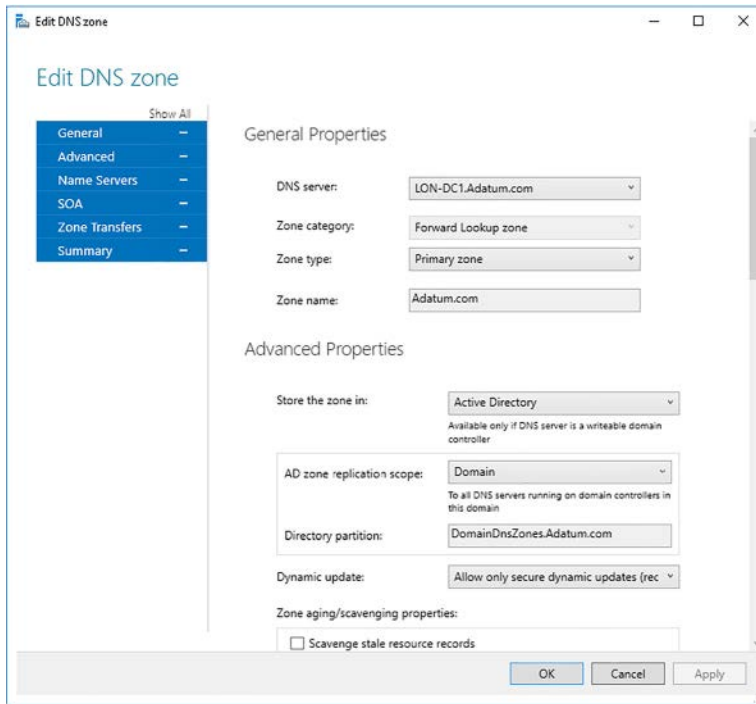 Edit DNS zone
Edit DNS zone
Show All
General
Advanced
Name Servers
SOA
Zone Transfers
Summary
General Properties
DNS server: LON-DC1.Adatum.com
Zone category: Forward Lookup zone
Zone type: Primary zone
Zone name: Adatum.com
Advanced Properties
Store the zone in: Active Directory
Available only if DNS server is a writeable domain
controller
AD zone replication scope: Domain
To all DNS servers running on domain controllers in
this domain
Directory partition: DomainDnsZones.Adatum.com
Dynamic update: Allow only secure dynamic updates (rec
Zone aging/scavenging properties:
Scavenge stale resource records
OK Cancel Apply